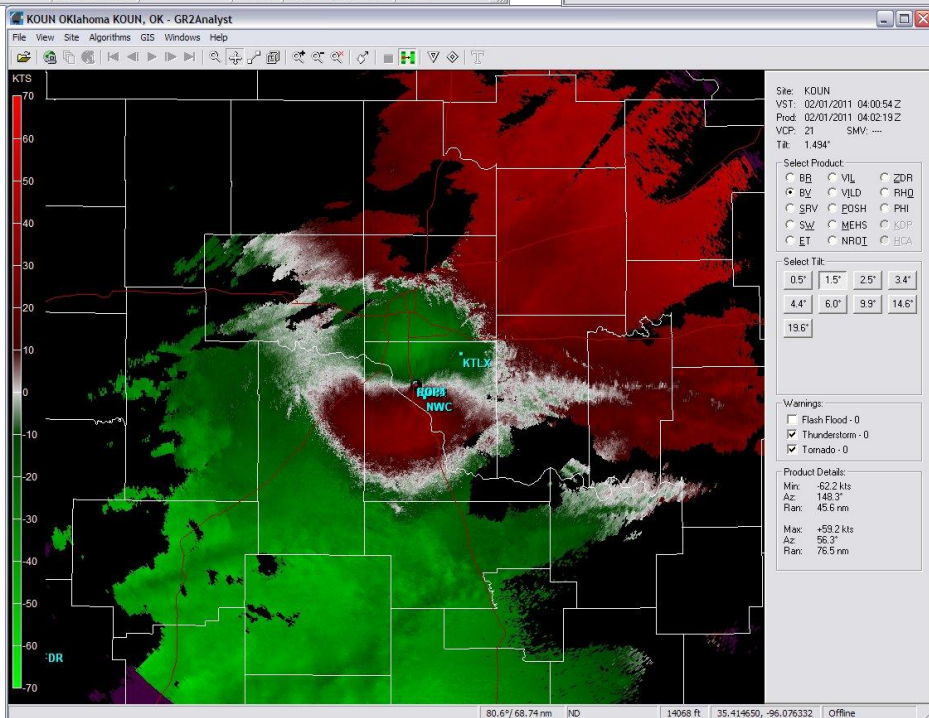 KOUN OKlahoma KOUN, OK - GR2Analyst
File View Site Algorithms GIS Windows Help
KTS
70
60
50
40
30
20
10
0
-10
-20
-30
-40
-50
-60
-70
KTLX
NWC
DR
Site: KOUN
VST: 02/01/2011 04:00:54 Z
Prod: 02/01/2011 04:02:19 Z
VCP: 21 SMV: ----
Tilt: 1.494°
Select Product:
BR VIL ZDR
BV VILD RHO
SRV POSH PHI
SW MEHS KDP
ET NROT HCA
Select Tilt:
0.5° 1.5° 2.5° 3.4°
4.4° 6.0° 9.9° 14.6°
19.6°
Warnings:
Flash Flood - 0
Thunderstorm - 0
Tornado - 0
Product Details:
Min: -62.2 kts
Az: 148.3°
Ran: 45.6 nm
Max: +59.2 kts
Az: 56.3°
Ran: 76.5 nm
80.6°/ 68.74 nm ND 14068 ft 35.414650, -96.076332 Offline